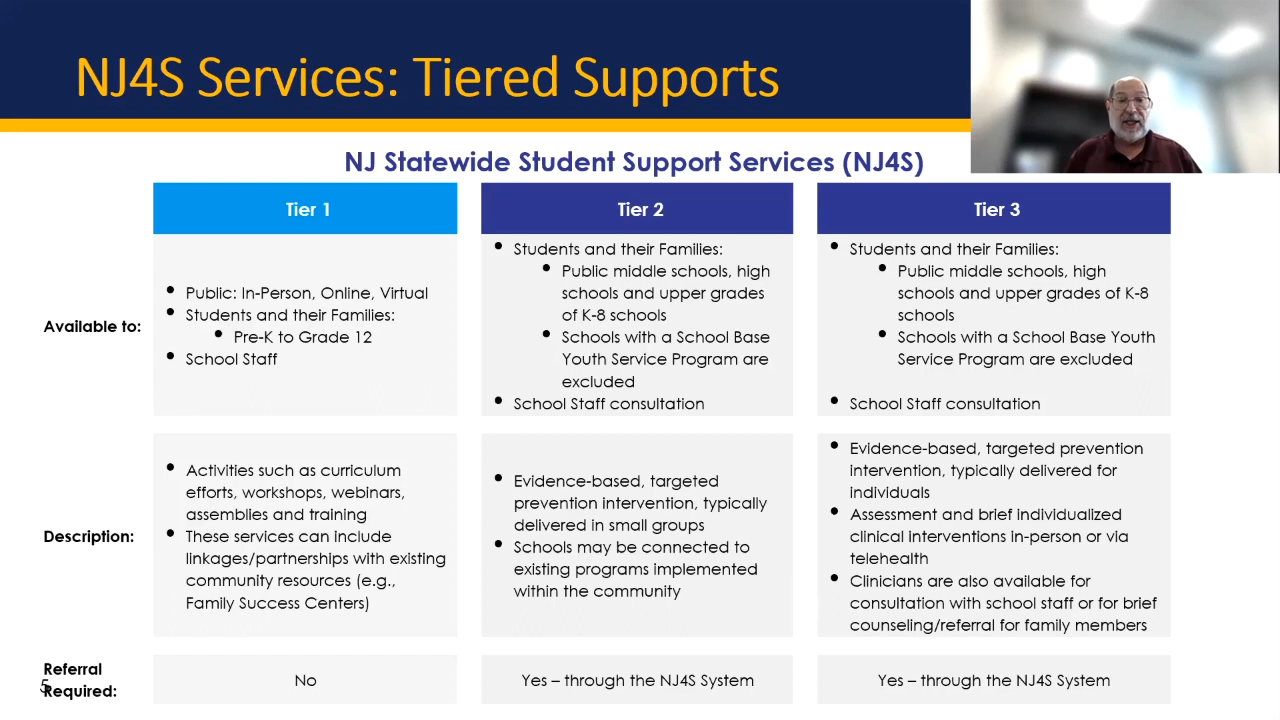 NJ4S Services: Tiered Supports
NJ Statewide Student Support Services (NJ4S)
Tier 1
Tier 2
Tier 3
Available to:
• Public: In-Person, Online, Virtual
• Students and their Families:
• Pre-K to Grade 12
• School Staff
• Students and their Families:
• Public middle schools, high
schools and upper grades
of K-8 schools
• Schools with a School Base
Youth Service Program are
excluded
• School Staff consultation
• Students and their Families:
• Public middle schools, high
schools and upper grades of K-8
schools
• Schools with a School Base Youth
Service Program are excluded
• School Staff consultation
Description:
• Activities such as curriculum
efforts, workshops, webinars,
assemblies and training
• These services can include
linkages/partnerships with existing
community resources (e.g.,
Family Success Centers)
• Evidence-based, targeted
prevention intervention, typically
delivered in small groups
• Schools may be connected to
existing programs implemented
within the community
• Evidence-based, targeted prevention
intervention, typically delivered for
individuals
• Assessment and brief individualized
clinical interventions in-person or via
telehealth
• Clinicians are also available for
consultation with school staff or for brief
counseling/referral for family members
Referral
Required:
No
Yes – through the NJ4S System
Yes – through the NJ4S System
5